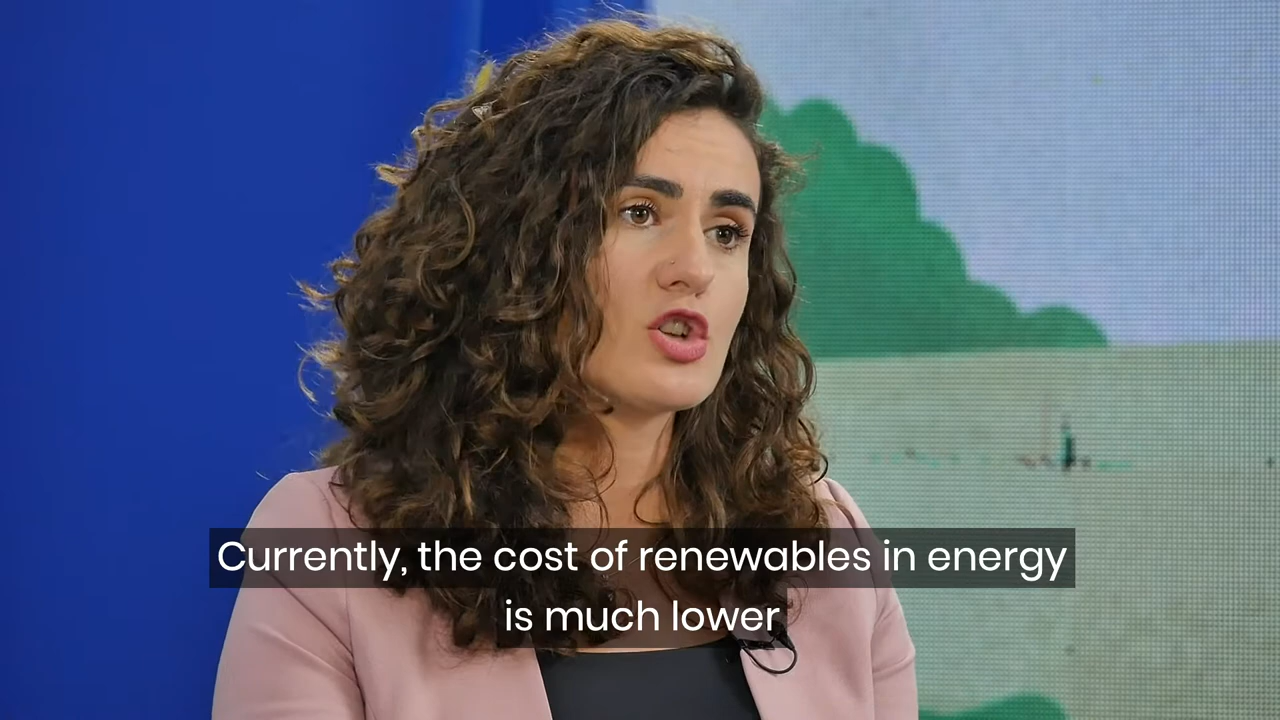 Currently, the cost of renewables in energy
is much lower